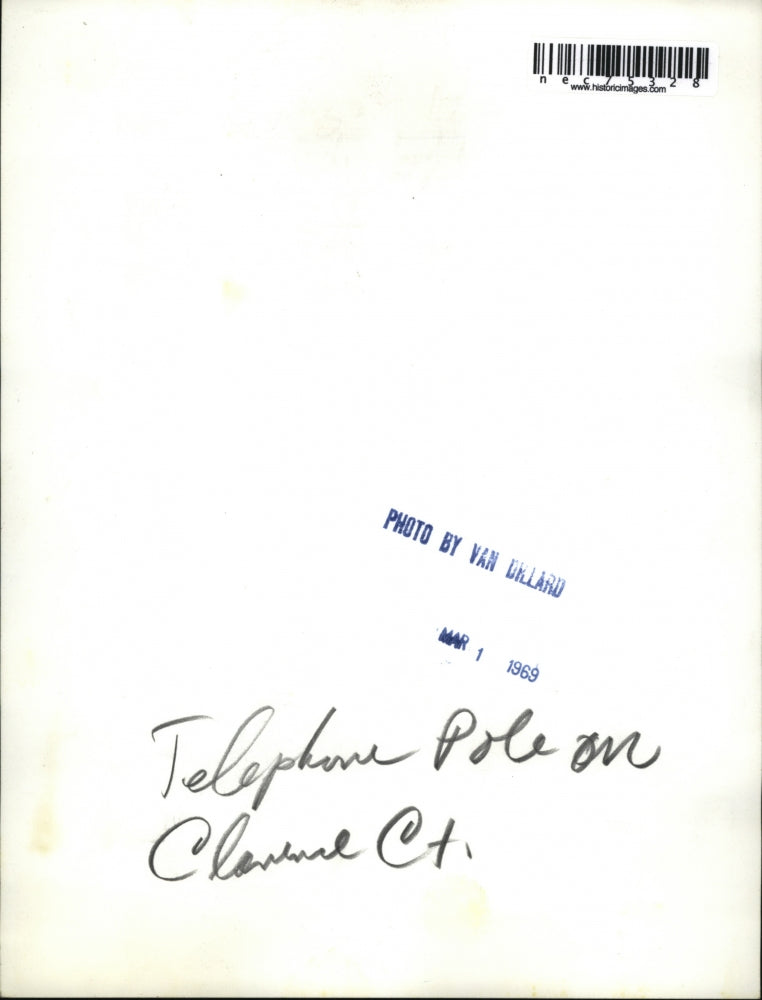 nec75328
www.historicimages.com
PHOTO BY VAN DILLARD
MAR 1 1969
Telephone Pole on
Clarence Ct.